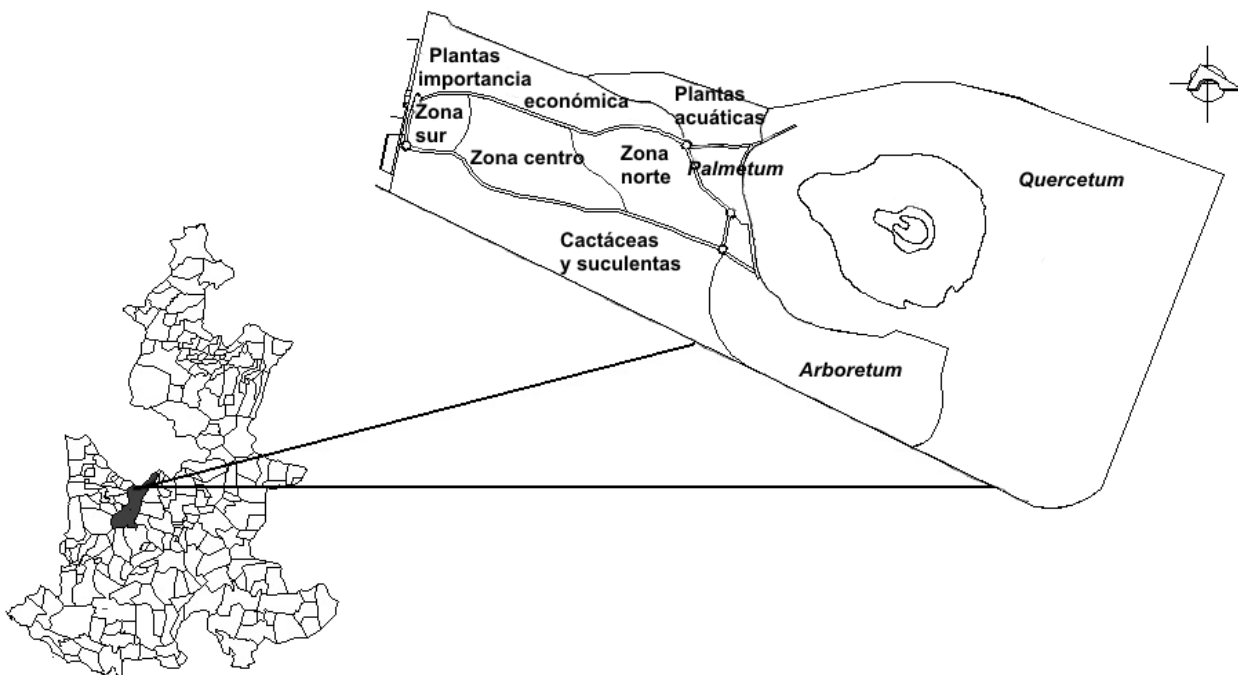 Plantas
importancia
económica
Plantas
acuáticas
Zona
sur
Zona centro
Zona
norte
Palmetum
Quercetum
Cactáceas
y suculentas
Arboretum